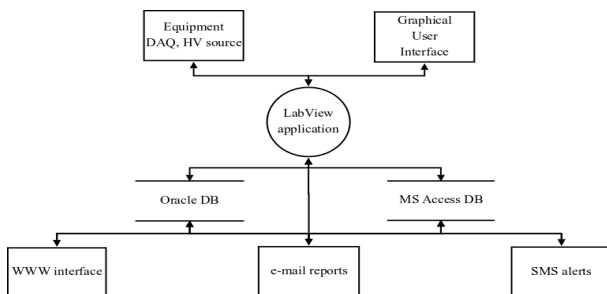 Equipment
DAQ, HV source
Graphical
User
Interface
LabView
application
Oracle DB
MS Access DB
WWW interface
e-mail reports
SMS alerts